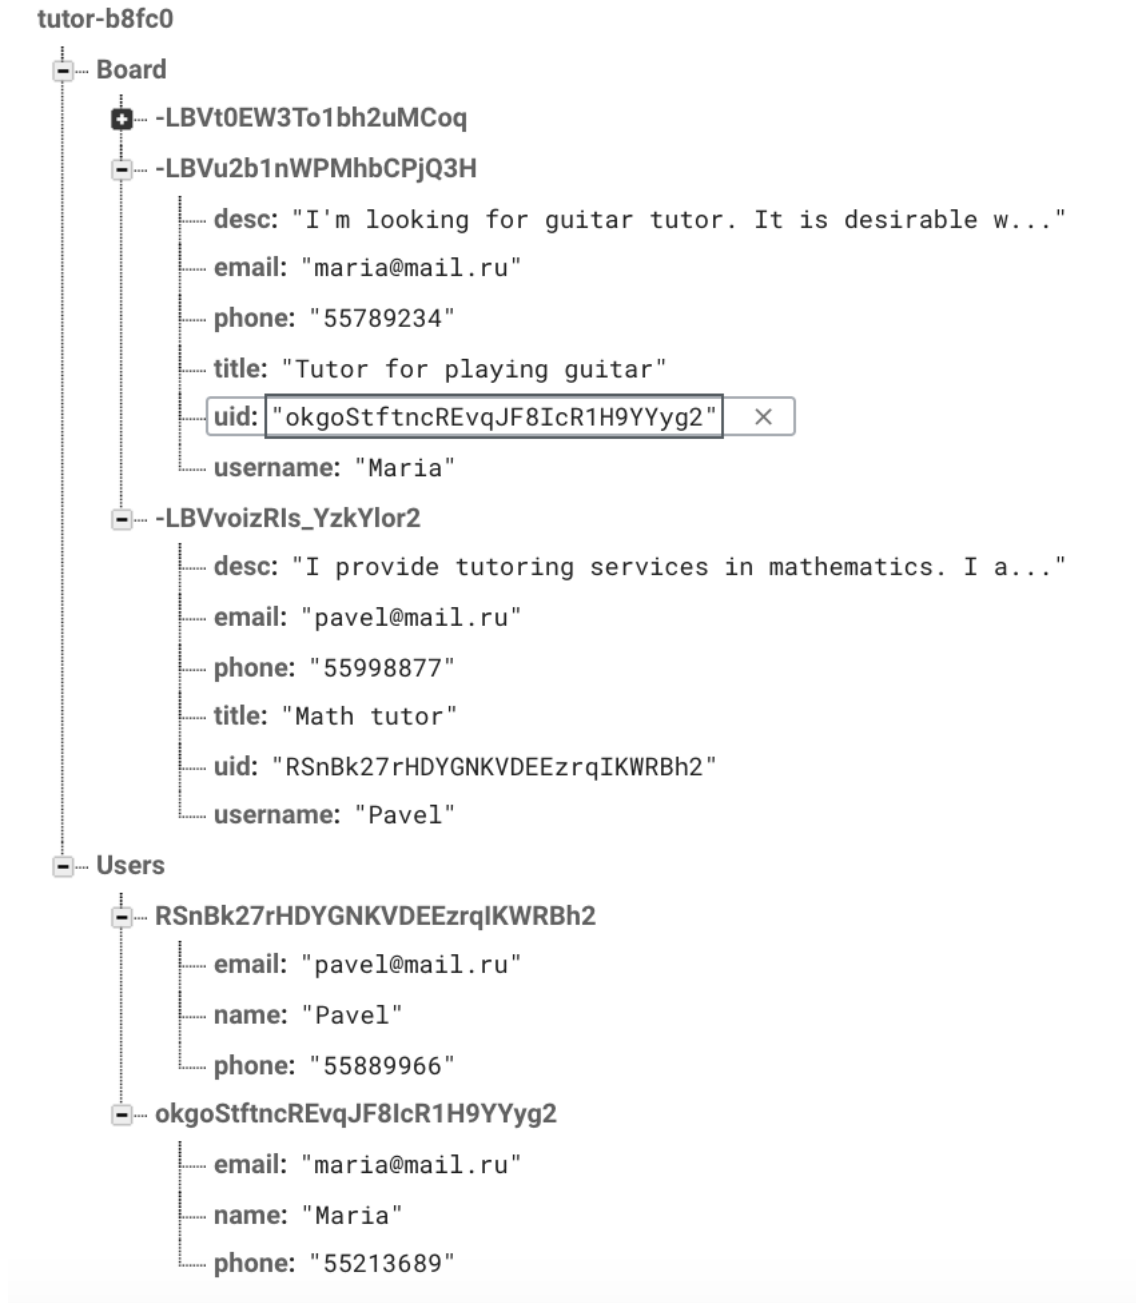 tutor-b8fc0
Board
-LBVt0EW3To1bh2uMCoq
-LBVu2b1nWPMhbCPjQ3H
desc: "I'm looking for guitar tutor. It is desirable w..."
email: "maria@mail.ru"
phone: "55789234"
title: "Tutor for playing guitar"
uid: "okgoStftncREvqJF8IcR1H9YYyg2" ×
username: "Maria"
-LBVvoizRIs_YzkYlor2
desc: "I provide tutoring services in mathematics. I a..."
email: "pavel@mail.ru"
phone: "55998877"
title: "Math tutor"
uid: "RSnBk27rHDYGNKVDEEzrqIKWRBh2"
username: "Pavel"
Users
RSnBk27rHDYGNKVDEEzrqIKWRBh2
email: "pavel@mail.ru"
name: "Pavel"
phone: "55889966"
okgoStftncREvqJF8IcR1H9YYyg2
email: "maria@mail.ru"
name: "Maria"
phone: "55213689"